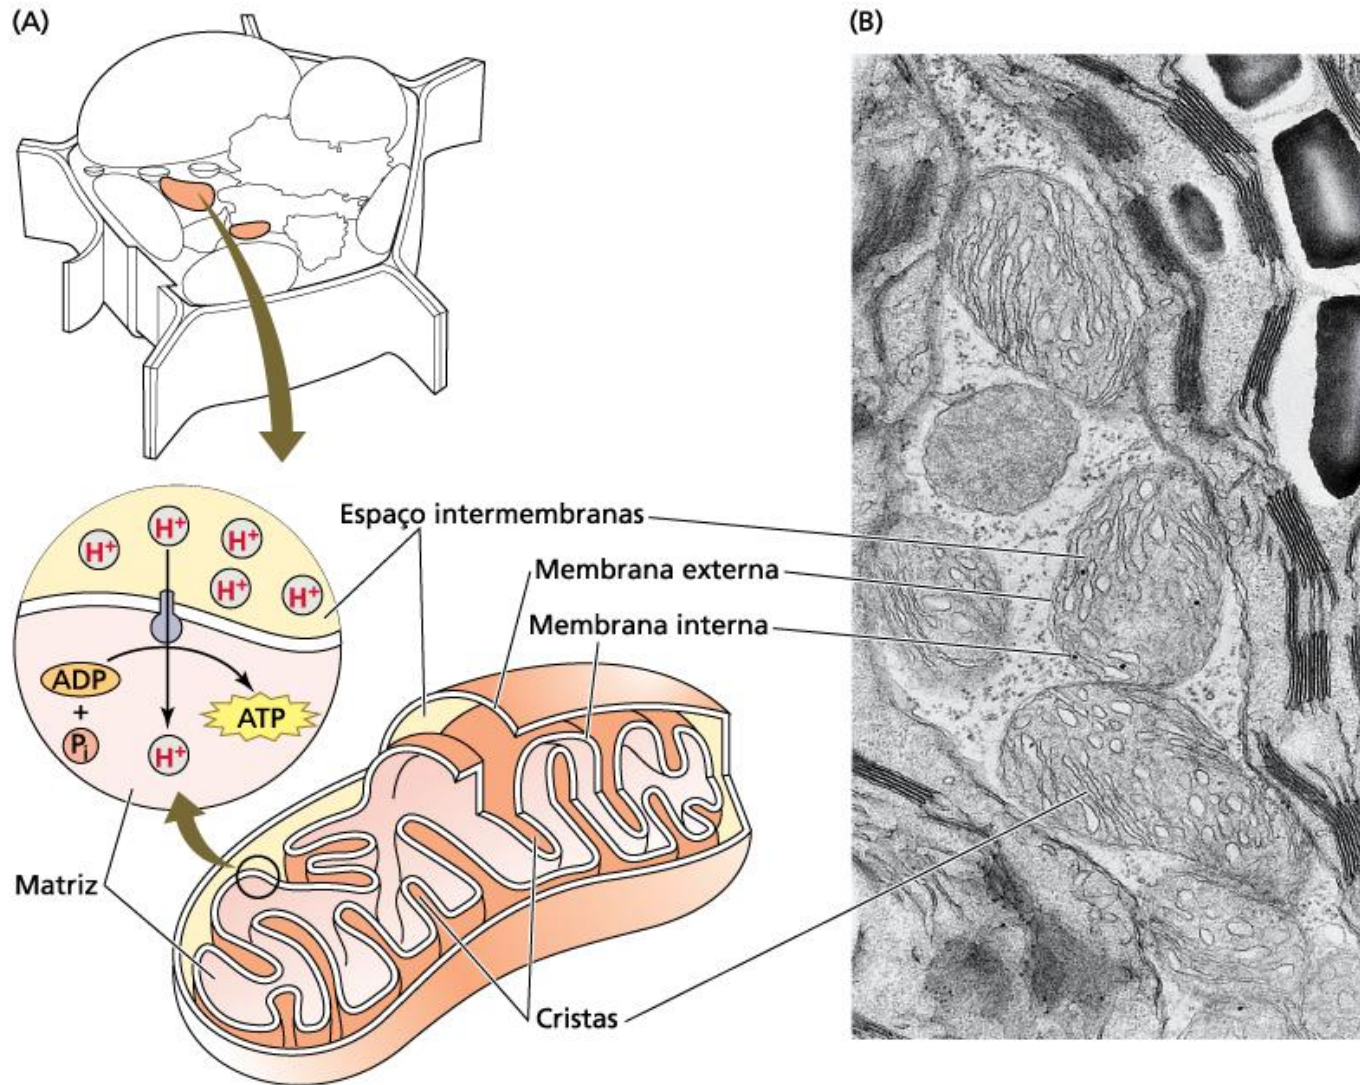 (A)
(B)
H+
H+
H+
H+
H+
ADP
+
Pi
ATP
H+
Espaço intermembranas
Membrana externa
Membrana interna
Matriz
Cristas